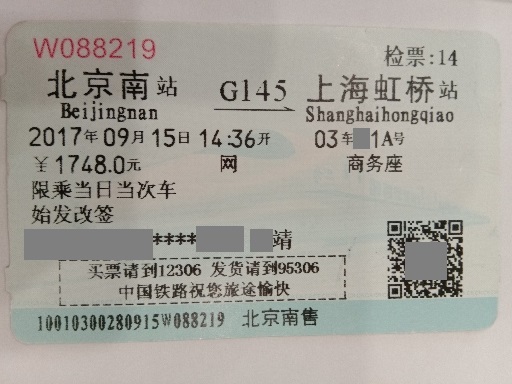 W088219
检票:14
北京南站 G145 上海虹桥站
Beijingnan Shanghaihongqiao
2017年09月15日 14:36开 03车 1A号
￥1748.0元 网 商务座
限乘当日当次车
始发改签
**** 靖
买票请到12306 发货请到95306
中国铁路祝您旅途愉快
10010300280915W088219 北京南售